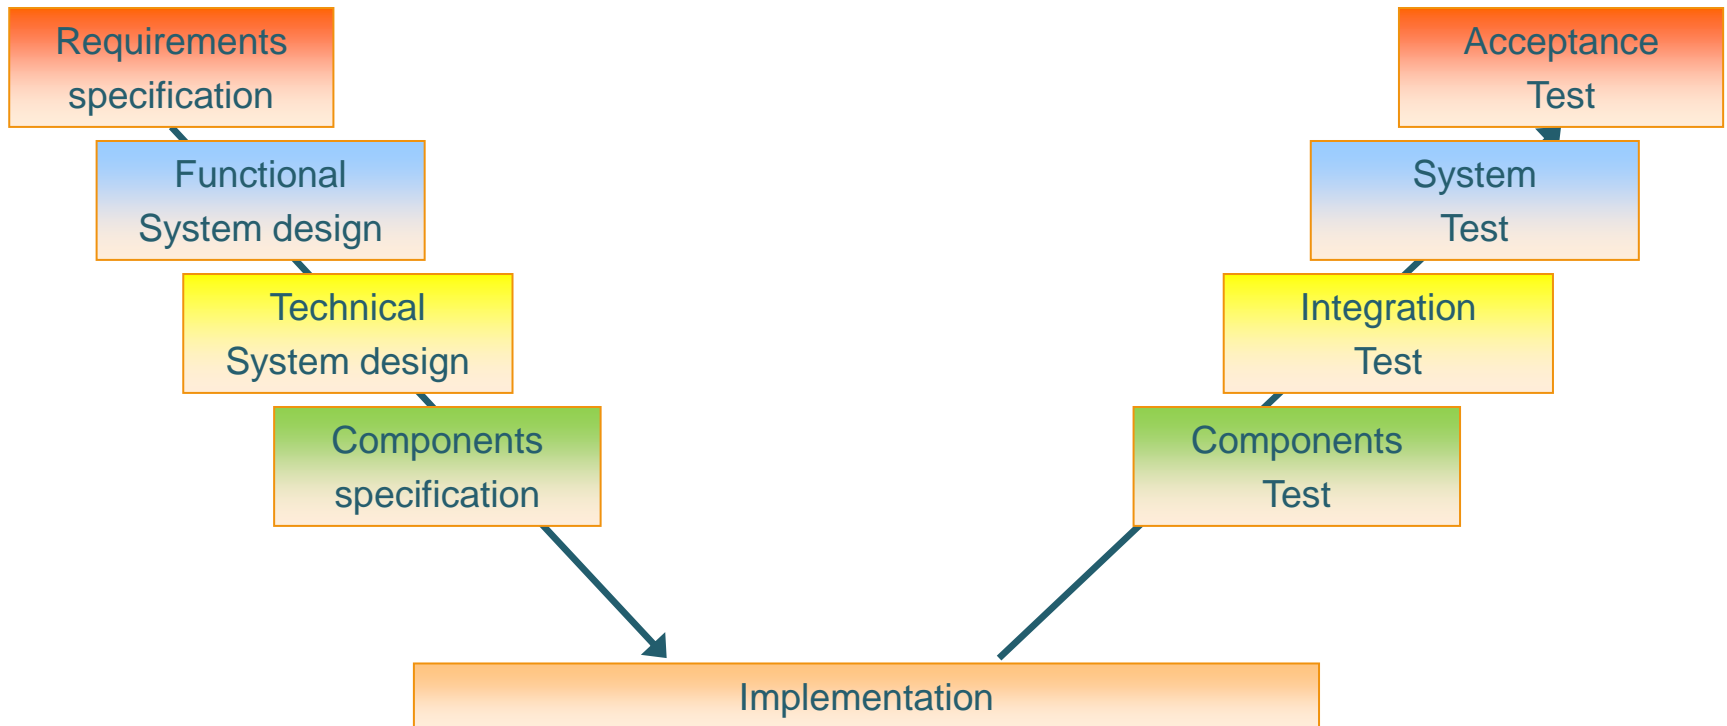 Requirements
specification
Acceptance
Test
Functional
System design
System
Test
Technical
System design
Integration
Test
Components
specification
Components
Test
Implementation